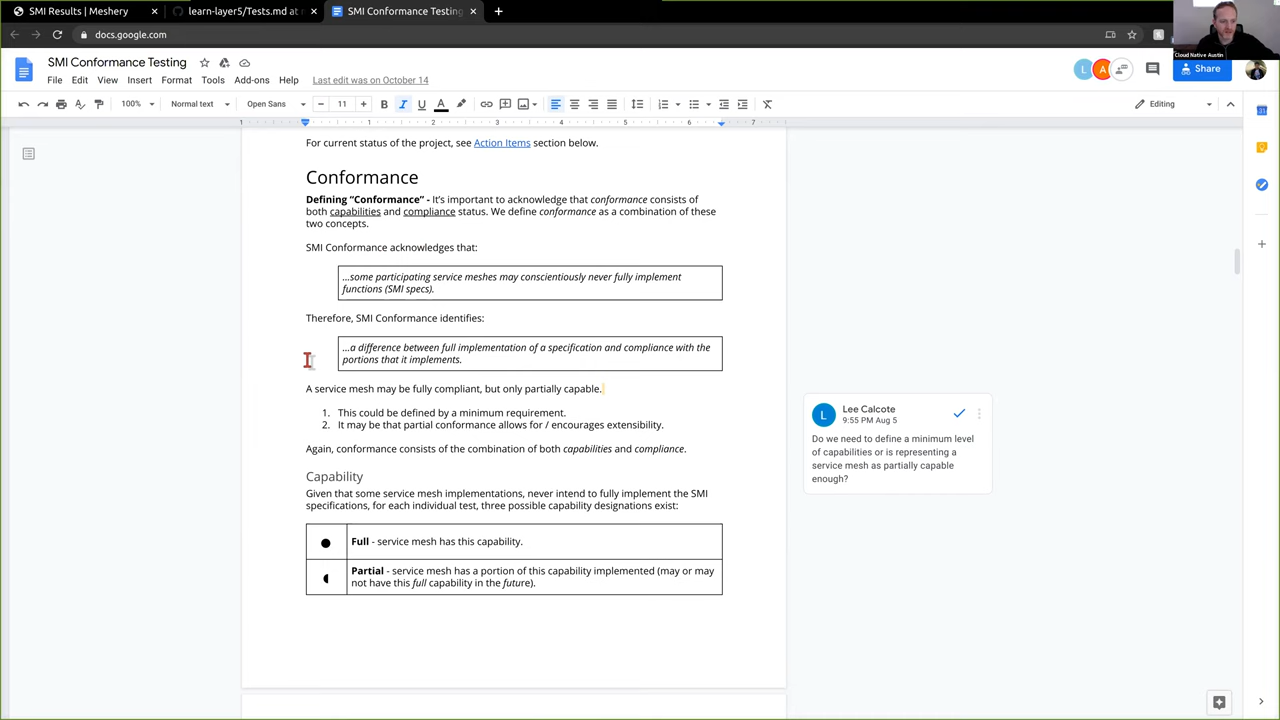 SMI Results | Meshery
learn-layer5/Tests.md at r
SMI Conformance Testing
docs.google.com
Cloud Native Austin
SMI Conformance Testing
File Edit View Insert Format Tools Add-ons Help Last edit was on October 14
L A Share
100% Normal text Open Sans 11 B I U A Editing
1 1 2 3 4 5 6 7
For current status of the project, see Action Items section below.
Conformance
Defining “Conformance” - It’s important to acknowledge that conformance consists of
both capabilities and compliance status. We define conformance as a combination of these
two concepts.
SMI Conformance acknowledges that:
...some participating service meshes may conscientiously never fully implement
functions (SMI specs).
Therefore, SMI Conformance identifies:
...a difference between full implementation of a specification and compliance with the
portions that it implements.
A service mesh may be fully compliant, but only partially capable.
1. This could be defined by a minimum requirement.
2. It may be that partial conformance allows for / encourages extensibility.
Again, conformance consists of the combination of both capabilities and compliance.
Capability
Given that some service mesh implementations, never intend to fully implement the SMI
specifications, for each individual test, three possible capability designations exist:
Full - service mesh has this capability.
Partial - service mesh has a portion of this capability implemented (may or may
not have this full capability in the future).
L Lee Calcote
9:55 PM Aug 5
Do we need to define a minimum level
of capabilities or is representing a
service mesh as partially capable
enough?